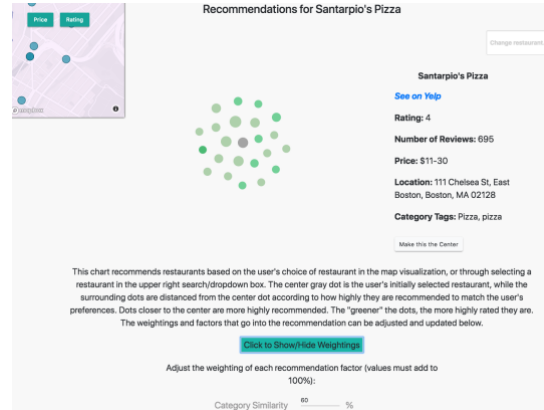 Recommendations for Santarpio's Pizza
Price Rating
Change restaurant
Santarpio's Pizza
See on Yelp
Rating: 4
Number of Reviews: 695
Price: $11-30
Location: 111 Chelsea St, East
Boston, Boston, MA 02128
Category Tags: Pizza, pizza
Make this the Center
This chart recommends restaurants based on the user's choice of restaurant in the map visualization, or through selecting a
restaurant in the upper right search/dropdown box. The center gray dot is the user's initially selected restaurant, while the
surrounding dots are distanced from the center dot according to how highly they are recommended to match the user's
preferences. Dots closer to the center are more highly recommended. The "greener" the dots, the more highly rated they are.
The weightings and factors that go into the recommendation can be adjusted and updated below.
Click to Show/Hide Weightings
Adjust the weighting of each recommendation factor (values must add to
100%):
Category Similarity 60 %